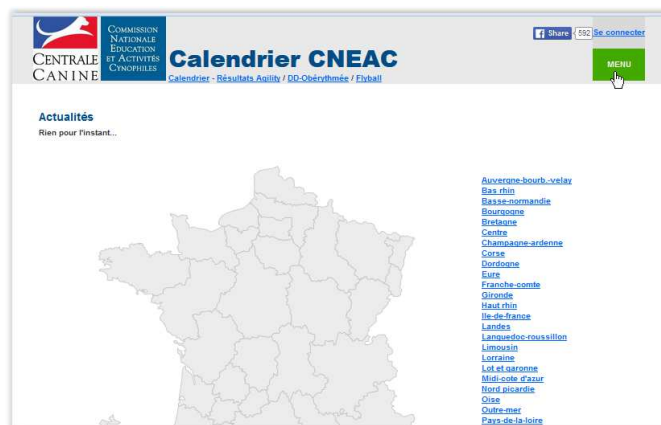 COMMISSION
NATIONALE
EDUCATION
ET ACTIVITÉS
CYNOPHILES
CENTRALE
CANINE
Calendrier CNEAC
Calendrier - Résultats Agility / DD-Obérythmée / Flyball
Share 592 Se connecter
MENU
Actualités
Rien pour l'instant...
Auvergne-bourb.-velay
Bas rhin
Basse-normandie
Bourgogne
Bretagne
Centre
Champagne-ardenne
Corse
Dordogne
Eure
Franche-comte
Gironde
Haut rhin
Ile-de-france
Landes
Languedoc-roussillon
Limousin
Lorraine
Lot et garonne
Midi-cote d'azur
Nord picardie
Oise
Outre-mer
Pays-de-la-loire